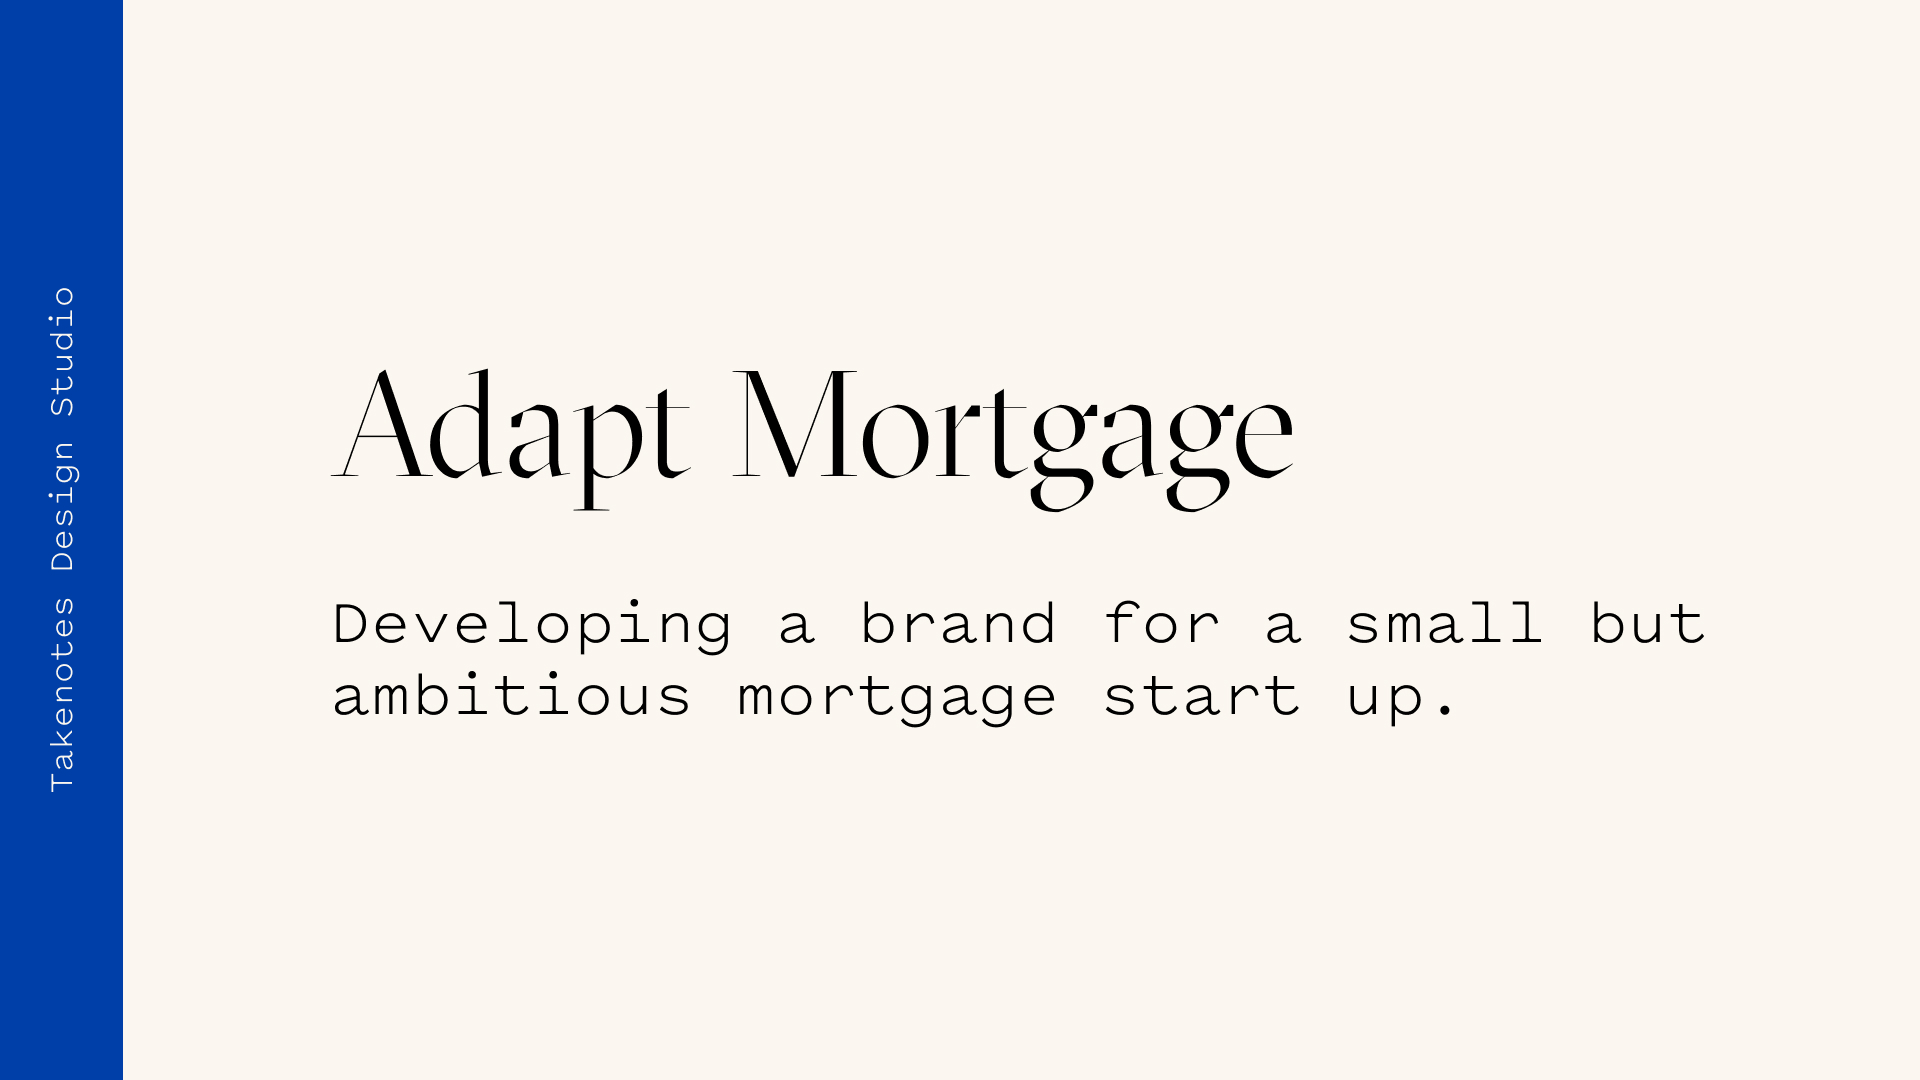 Takenotes Design Studio
Adapt Mortgage
Developing a brand for a small but
ambitious mortgage start up.